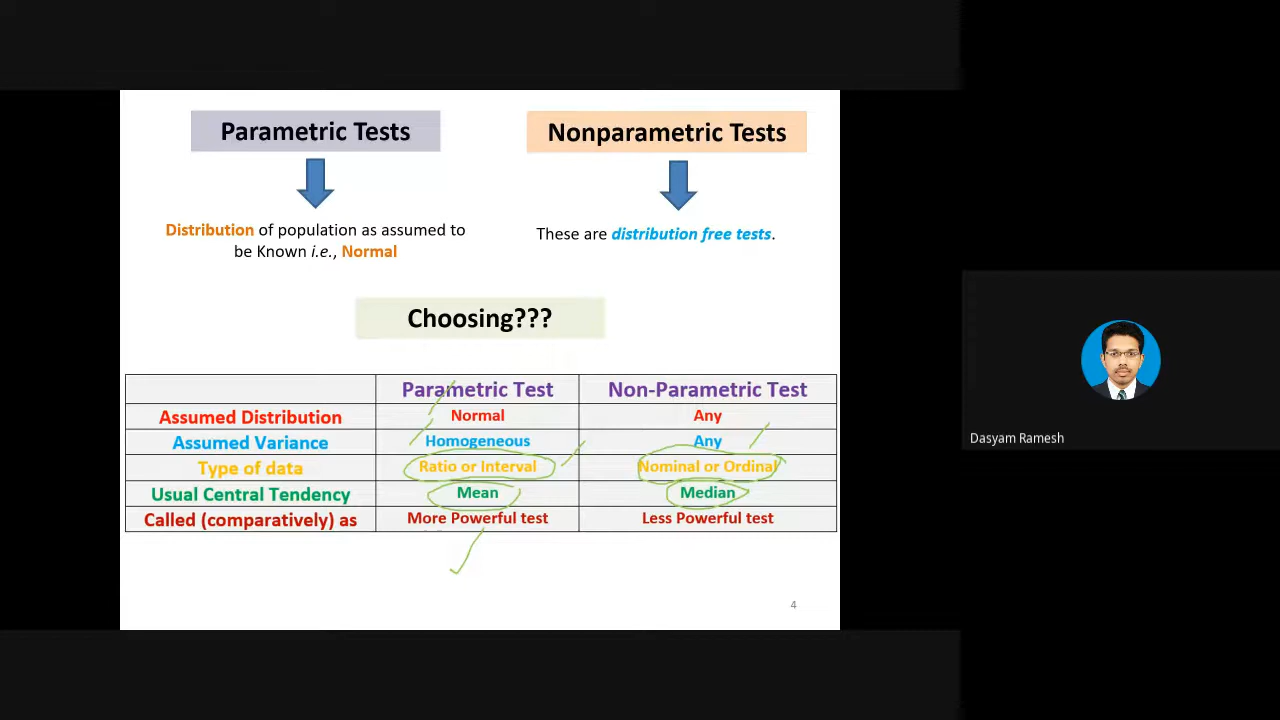 Parametric Tests
Nonparametric Tests
Distribution of population as assumed to
be Known i.e., Normal
These are distribution free tests.
Choosing???
Parametric Test Non-Parametric Test
Assumed Distribution Normal Any
Assumed Variance Homogeneous Any
Type of data Ratio or Interval Nominal or Ordinal
Usual Central Tendency Mean Median
Called (comparatively) as More Powerful test Less Powerful test
4
Dasyam Ramesh